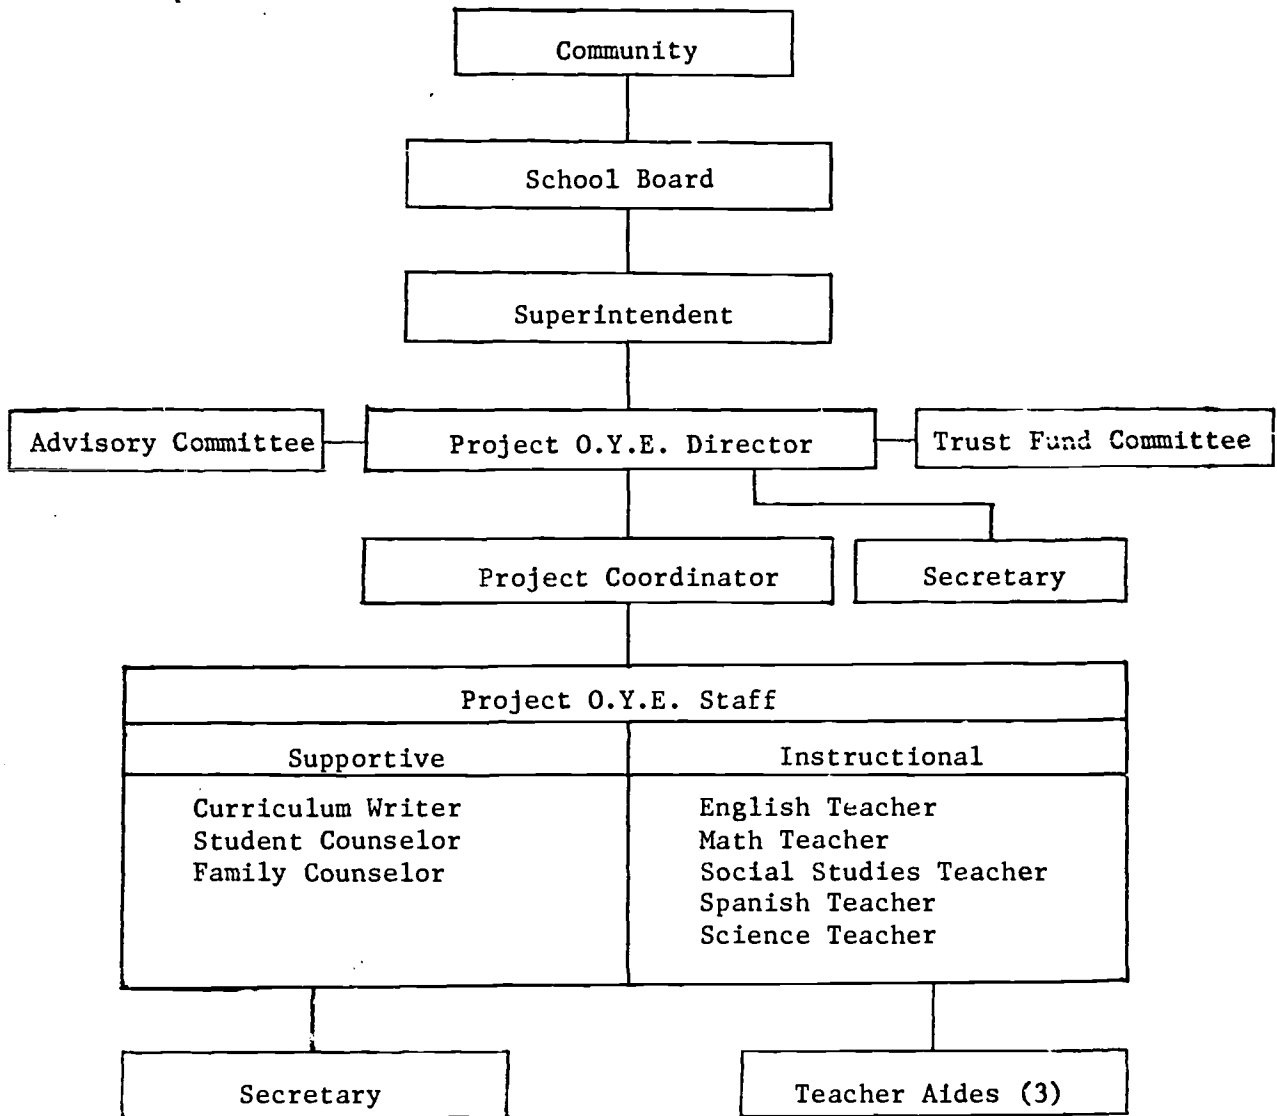 Community
School Board
Superintendent
Advisory Committee
Project O.Y.E. Director
Trust Fund Committee
Project Coordinator
Secretary
Project O.Y.E. Staff
Supportive
Instructional
Curriculum Writer
Student Counselor
Family Counselor
English Teacher
Math Teacher
Social Studies Teacher
Spanish Teacher
Science Teacher
Secretary
Teacher Aides (3)